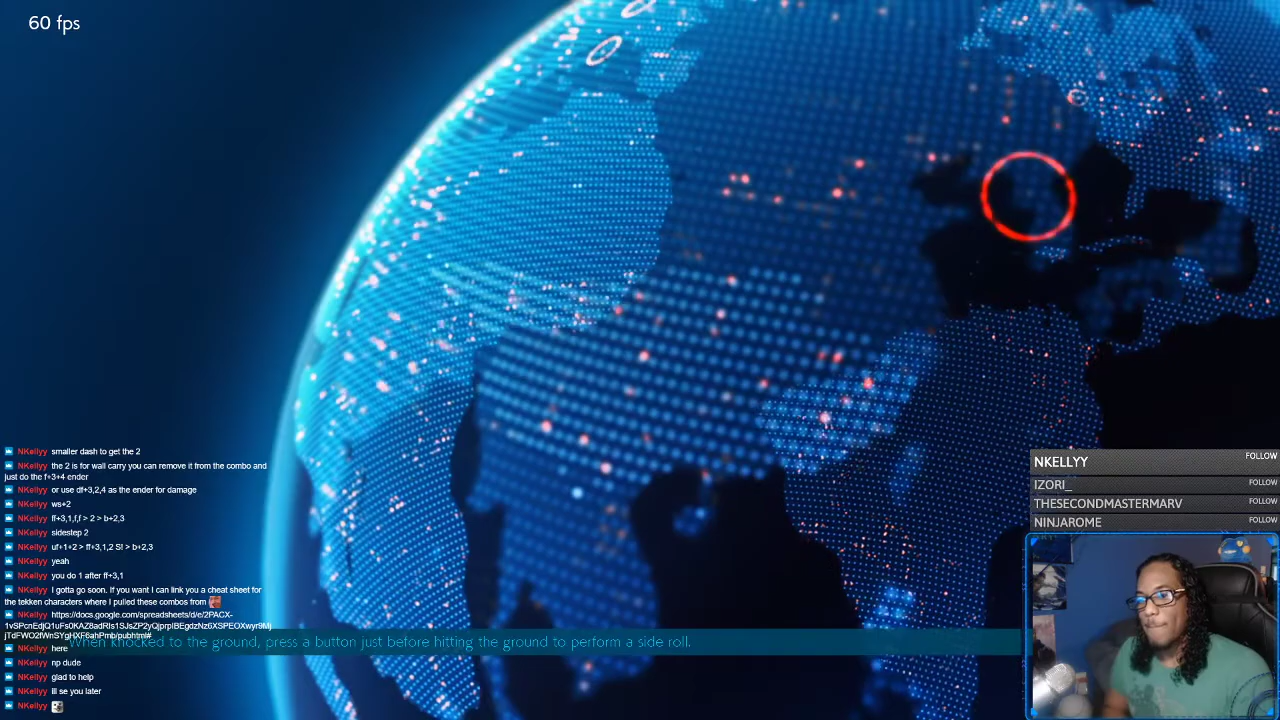 60 fps
NKellyy smaller dash to get the 2
NKellyy the 2 is for wall carry you can remove it from the combo and
just do the f+3+4 ender
NKellyy or use df+3,2,4 as the ender for damage
NKellyy ws+2
NKellyy ff+3,1,f,f > 2 > b+2,3
NKellyy sidestep 2
NKellyy uf+1+2 > ff+3,1,2 S! > b+2,3
NKellyy yeah
NKellyy you do 1 after ff+3,1
NKellyy I gotta go soon. If you want I can link you a cheat sheet for
the tekken characters where I pulled these combos from
NKellyy https://docs.google.com/spreadsheets/d/e/2PACX-
NKellyy here
NKellyy np dude
NKellyy glad to help
NKellyy ill se you later
NKellyy
When knocked to the ground, press a button just before hitting the ground to perform a side roll.
NKELLYY FOLLOW
IZORI_ FOLLOW
THESECONDMASTERMARV FOLLOW
NINJAROME FOLLOW